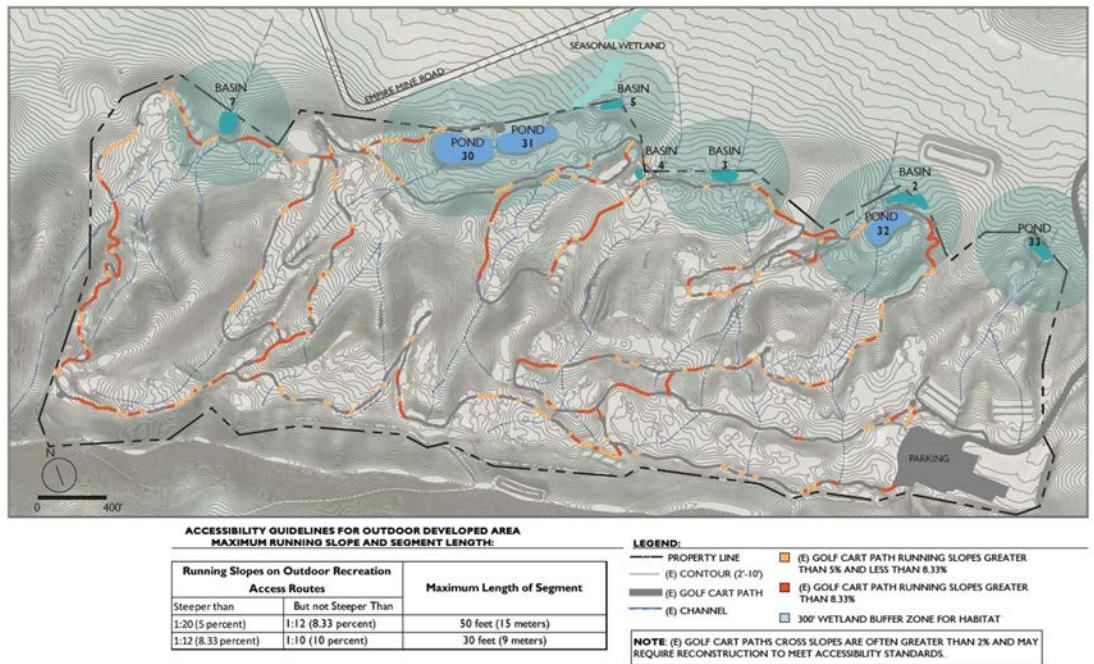 SEASONAL WETLAND
EMPIRE MINE ROAD
BASIN
7
BASIN
5
POND
31
POND
30
BASIN
4
BASIN
3
BASIN
2
POND
32
POND
33
PARKING
N
0 400'
ACCESSIBILITY GUIDELINES FOR OUTDOOR DEVELOPED AREA
MAXIMUM RUNNING SLOPE AND SEGMENT LENGTH:
Running Slopes on Outdoor Recreation
Access Routes
Maximum Length of Segment
Steeper than
But not Steeper Than
1:20 (5 percent)
1:12 (8.33 percent)
50 feet (15 meters)
1:12 (8.33 percent)
1:10 (10 percent)
30 feet (9 meters)
LEGEND:
PROPERTY LINE
(E) CONTOUR (2'-10')
(E) GOLF CART PATH
(E) CHANNEL
(E) GOLF CART PATH RUNNING SLOPES GREATER
THAN 5% AND LESS THAN 8.33%
(E) GOLF CART PATH RUNNING SLOPES GREATER
THAN 8.33%
300' WETLAND BUFFER ZONE FOR HABITAT
NOTE: (E) GOLF CART PATHS CROSS SLOPES ARE OFTEN GREATER THAN 2% AND MAY
REQUIRE RECONSTRUCTION TO MEET ACCESSIBILITY STANDARDS.